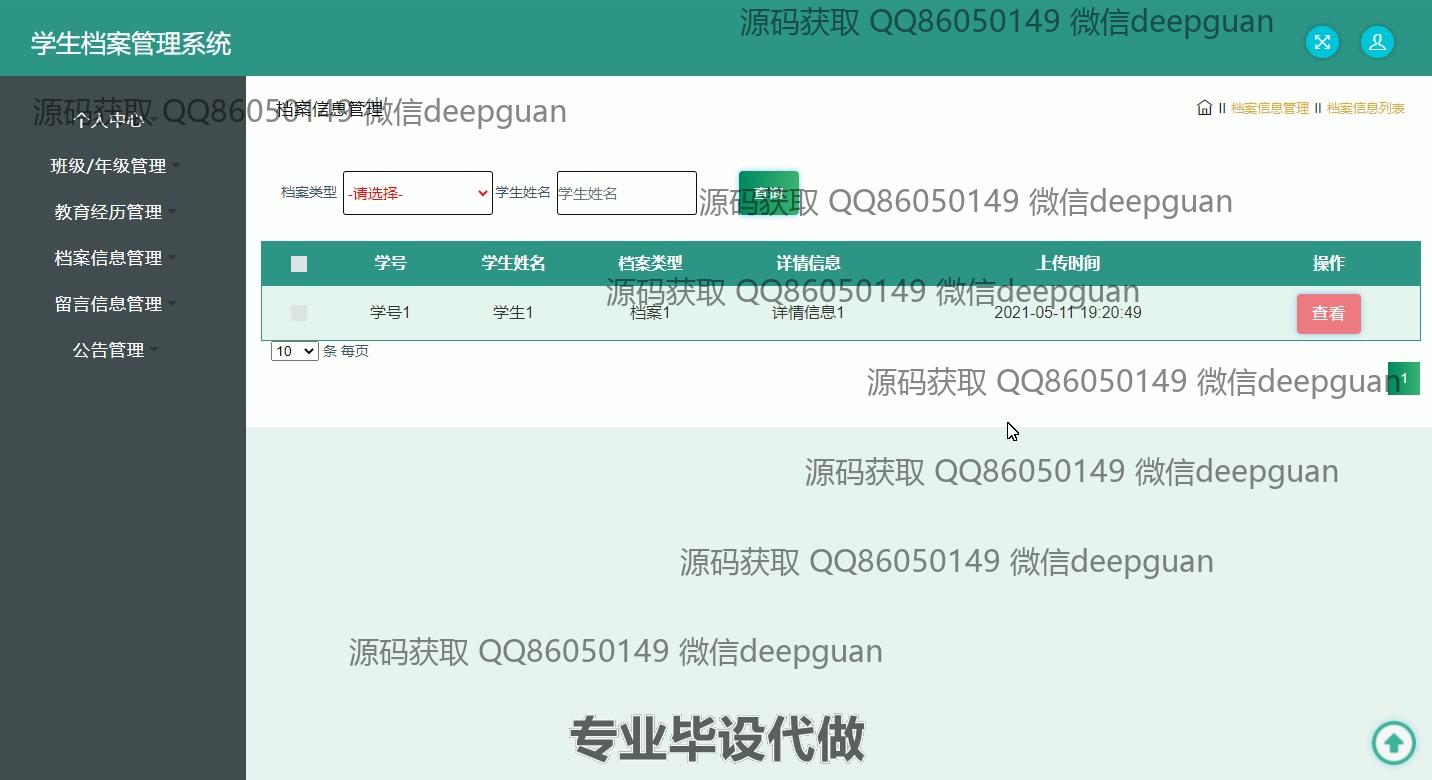 源码获取 QQ86050149 微信deepguan
学生档案管理系统
源码获取 QQ86050149 微信deepguan
档案信息管理
II 档案信息管理 II 档案信息列表
个人中心
班级/年级管理
教育经历管理
档案信息管理
留言信息管理
公告管理
档案类型 -请选择- 学生姓名 学生姓名 查询
源码获取 QQ86050149 微信deepguan
学号 学生姓名 档案类型 详情信息 上传时间 操作
源码获取 QQ86050149 微信deepguan
学号1 学生1 档案1 详情信息1 2021-05-11 19:20:49 查看
10 条 每页
源码获取 QQ86050149 微信deepguan
1
源码获取 QQ86050149 微信deepguan
源码获取 QQ86050149 微信deepguan
源码获取 QQ86050149 微信deepguan
专业毕设代做